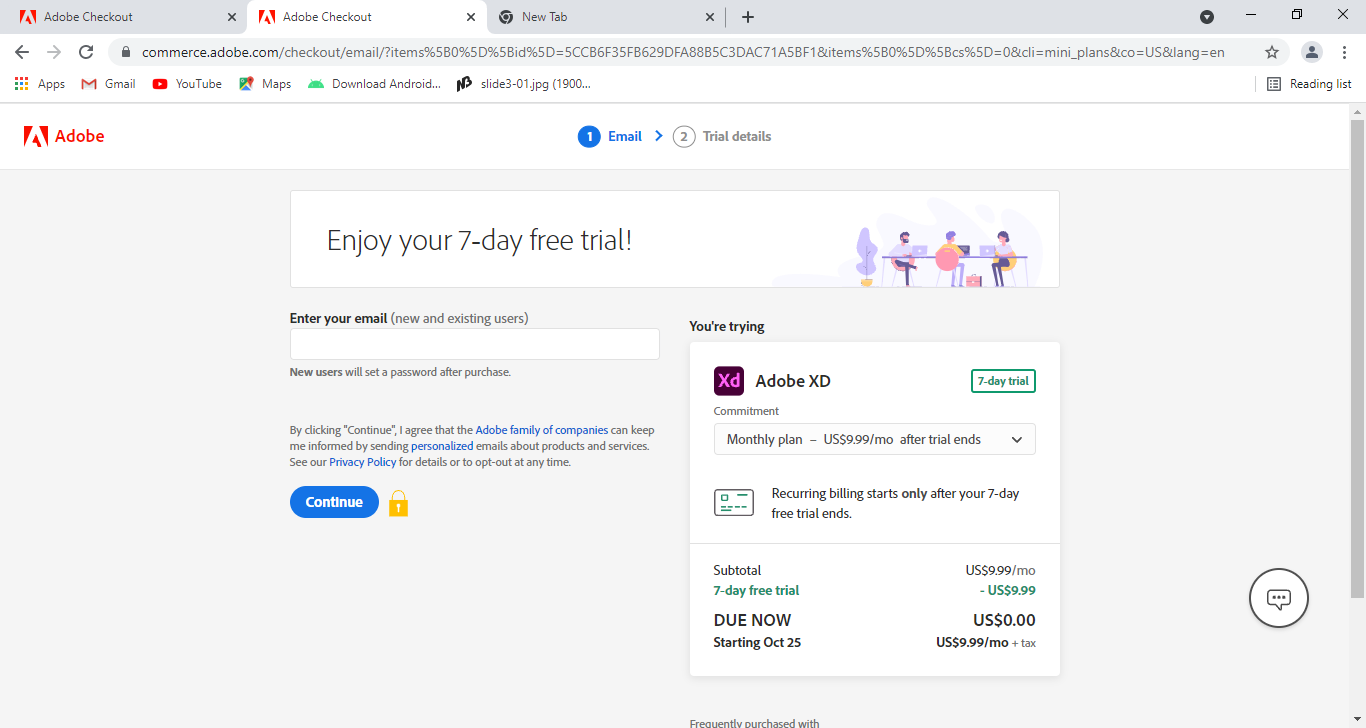 Adobe Checkout
Adobe Checkout
New Tab
commerce.adobe.com/checkout/email/?items%5B0%5D%5Bid%5D=5CCB6F35FB629DFA88B5C3DAC71A5BF1&items%5B0%5D%5Bcs%5D=0&cli=mini_plans&co=US&lang=en
Apps
Gmail
YouTube
Maps
Download Android...
slide3-01.jpg (1900...
Reading list
Adobe
1 Email
2 Trial details
Enjoy your 7-day free trial!
Enter your email (new and existing users)
New users will set a password after purchase.
By clicking "Continue", I agree that the Adobe family of companies can keep
me informed by sending personalized emails about products and services.
See our Privacy Policy for details or to opt-out at any time.
Continue
You're trying
Xd Adobe XD
7-day trial
Commitment
Monthly plan – US$9.99/mo after trial ends
Recurring billing starts only after your 7-day
free trial ends.
Subtotal US$9.99/mo
7-day free trial - US$9.99
DUE NOW US$0.00
Starting Oct 25 US$9.99/mo + tax
Frequently purchased with